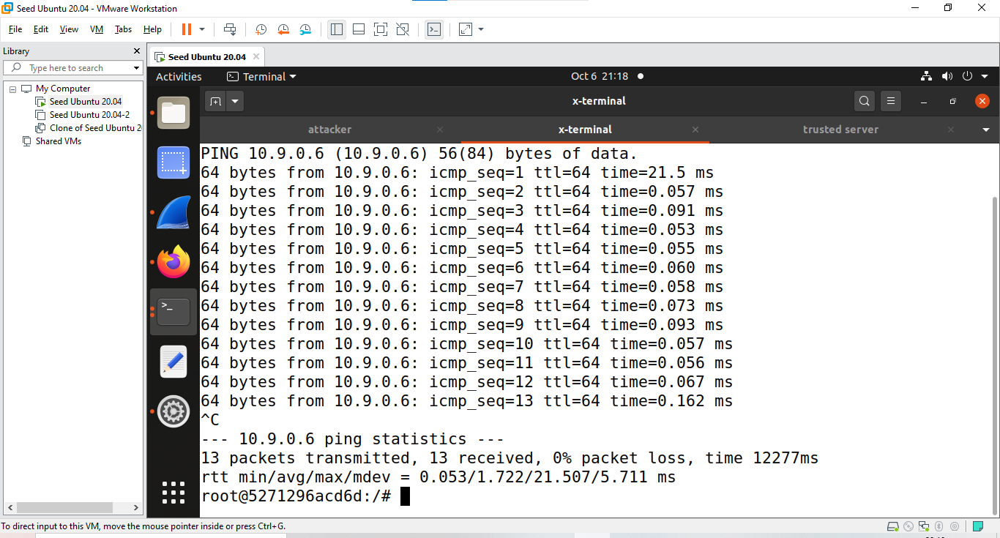 Seed Ubuntu 20.04 - VMware Workstation
File Edit View VM Tabs Help
Library
Type here to search
My Computer
Seed Ubuntu 20.04
Seed Ubuntu 20.04-2
Clone of Seed Ubuntu 2
Shared VMs
Seed Ubuntu 20.04
Activities Terminal Oct 6 21:18
x-terminal
attacker x-terminal trusted server
PING 10.9.0.6 (10.9.0.6) 56(84) bytes of data.
64 bytes from 10.9.0.6: icmp_seq=1 ttl=64 time=21.5 ms
64 bytes from 10.9.0.6: icmp_seq=2 ttl=64 time=0.057 ms
64 bytes from 10.9.0.6: icmp_seq=3 ttl=64 time=0.091 ms
64 bytes from 10.9.0.6: icmp_seq=4 ttl=64 time=0.053 ms
64 bytes from 10.9.0.6: icmp_seq=5 ttl=64 time=0.055 ms
64 bytes from 10.9.0.6: icmp_seq=6 ttl=64 time=0.060 ms
64 bytes from 10.9.0.6: icmp_seq=7 ttl=64 time=0.058 ms
64 bytes from 10.9.0.6: icmp_seq=8 ttl=64 time=0.073 ms
64 bytes from 10.9.0.6: icmp_seq=9 ttl=64 time=0.093 ms
64 bytes from 10.9.0.6: icmp_seq=10 ttl=64 time=0.057 ms
64 bytes from 10.9.0.6: icmp_seq=11 ttl=64 time=0.056 ms
64 bytes from 10.9.0.6: icmp_seq=12 ttl=64 time=0.067 ms
64 bytes from 10.9.0.6: icmp_seq=13 ttl=64 time=0.162 ms
^C
--- 10.9.0.6 ping statistics ---
13 packets transmitted, 13 received, 0% packet loss, time 12277ms
rtt min/avg/max/mdev = 0.053/1.722/21.507/5.711 ms
root@5271296acd6d:/#
To direct input to this VM, move the mouse pointer inside or press Ctrl+G.